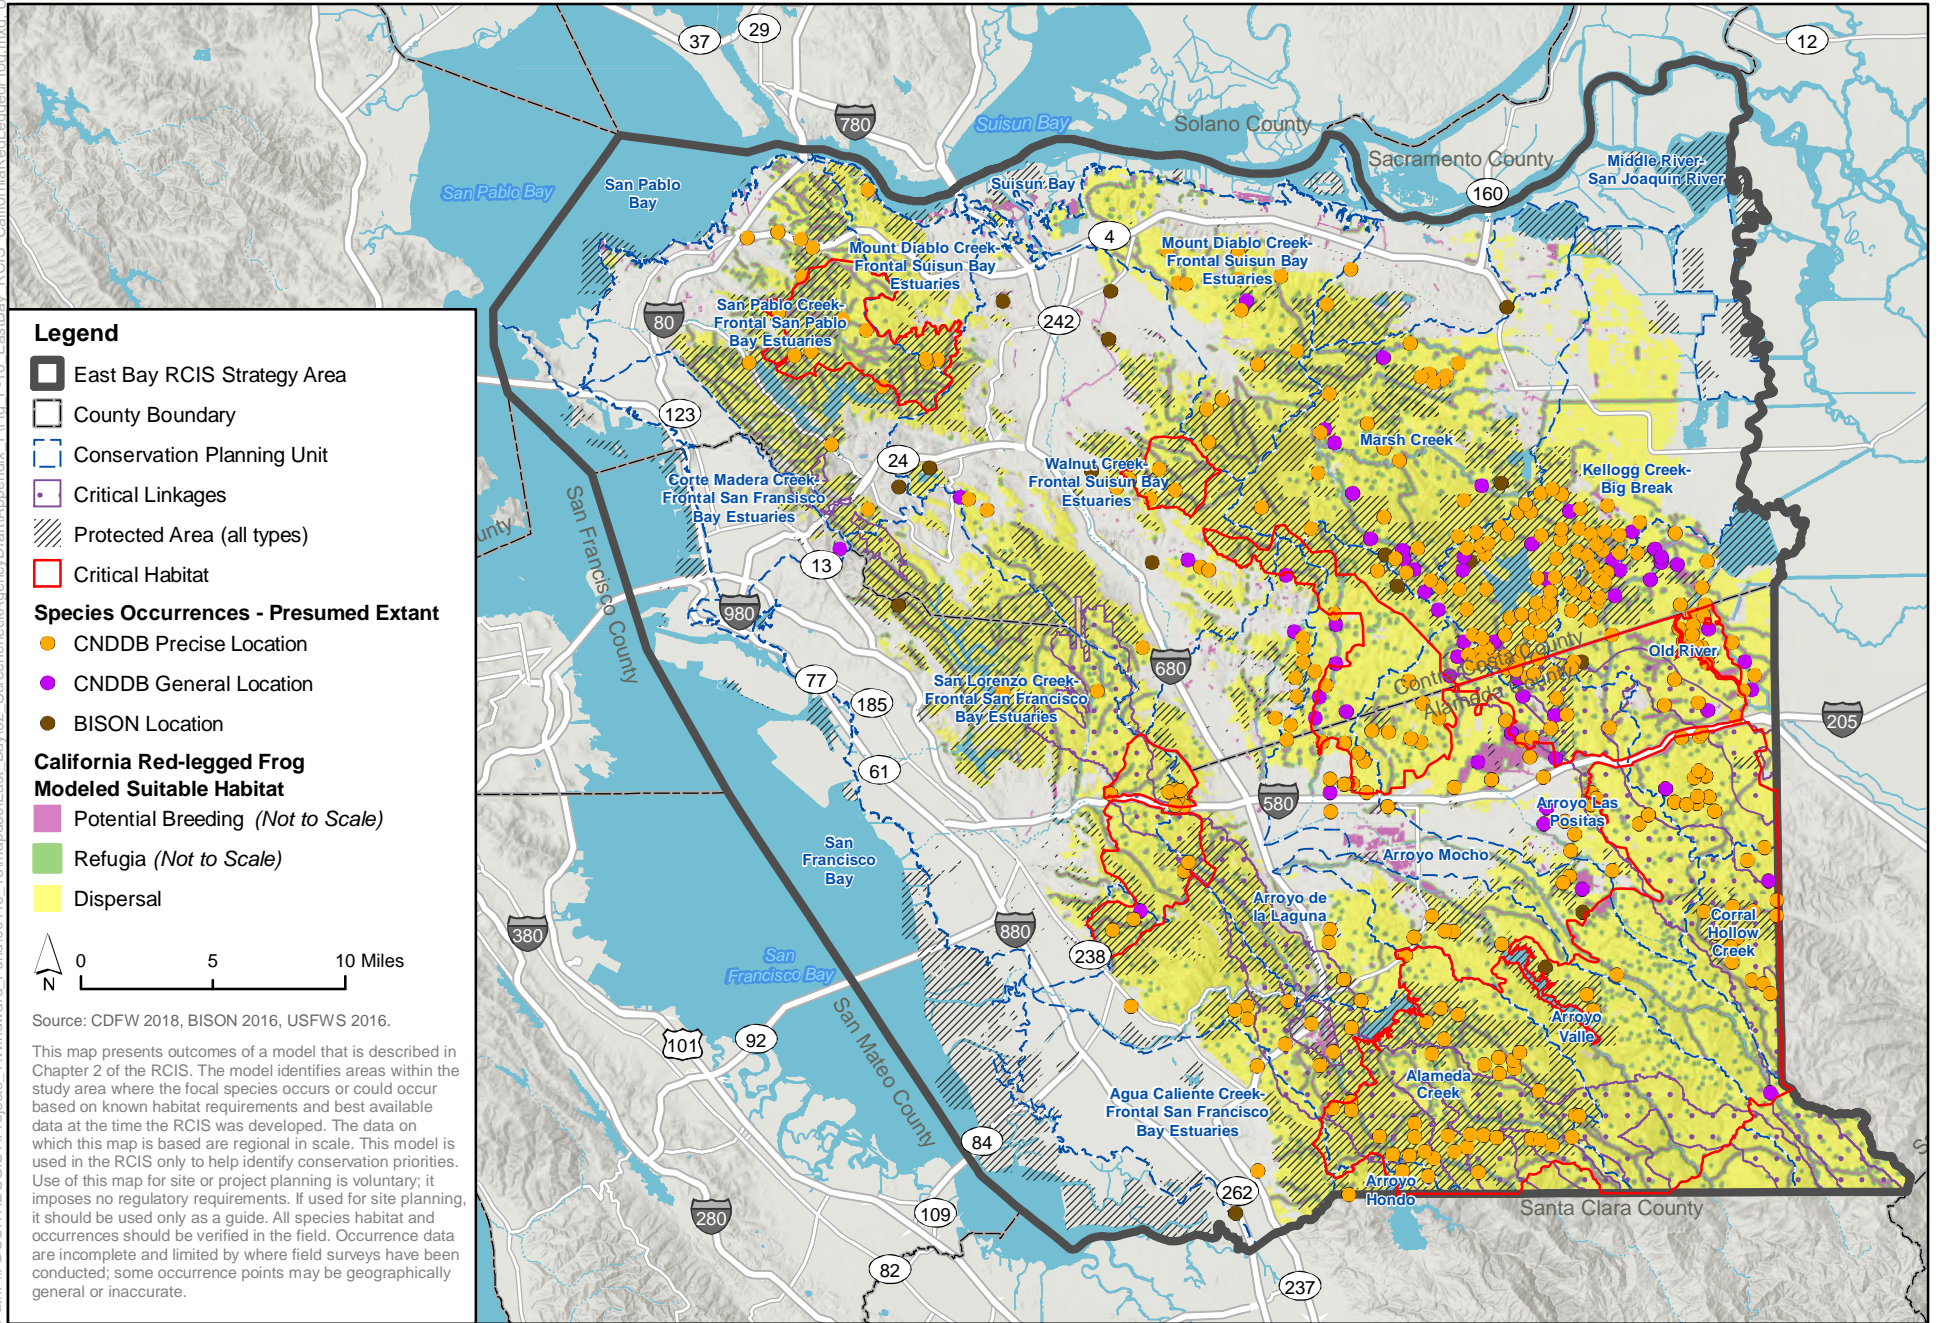 Legend
East Bay RCIS Strategy Area
County Boundary
Conservation Planning Unit
Critical Linkages
Protected Area (all types)
Critical Habitat
Species Occurrences - Presumed Extant
CNDDB Precise Location
CNDDB General Location
BISON Location
California Red-legged Frog
Modeled Suitable Habitat
Potential Breeding (Not to Scale)
Refugia (Not to Scale)
Dispersal
N
0 5 10 Miles
Source: CDFW 2018, BISON 2016, USFWS 2016.
This map presents outcomes of a model that is described in
Chapter 2 of the RCIS. The model identifies areas within the
study area where the focal species occurs or could occur
based on known habitat requirements and best available
data at the time the RCIS was developed. The data on
which this map is based are regional in scale. This model is
used in the RCIS only to help identify conservation priorities.
Use of this map for site or project planning is voluntary; it
imposes no regulatory requirements. If used for site planning,
it should be used only as a guide. All species habitat and
occurrences should be verified in the field. Occurrence data
are incomplete and limited by where field surveys have been
conducted; some occurrence points may be geographically
general or inaccurate.
37
29
12
780
Suisun Bay
Solano County
Sacramento County
Middle River-
San Joaquin River
160
San Pablo Bay
San Pablo
Bay
Suisun Bay
4
Mount Diablo Creek-
Frontal Suisun Bay
Estuaries
Mount Diablo Creek-
Frontal Suisun Bay
Estuaries
San Pablo Creek-
Frontal San Pablo
Bay Estuaries
80
242
123
24
Marsh Creek
Walnut Creek-
Frontal Suisun Bay
Estuaries
Kellogg Creek-
Big Break
Corte Madera Creek-
Frontal San Fransisco
Bay Estuaries
unty
San Francisco County
13
980
680
Contra Costa County
Alameda County
Old River
77
185
San Lorenzo Creek-
Frontal San Francisco
Bay Estuaries
205
61
580
Arroyo Las
Positas
San
Francisco
Bay
Arroyo Mocho
Arroyo de
la Laguna
Corral
Hollow
Creek
380
880
238
San
Francisco Bay
San Mateo County
101
92
Arroyo
Valle
Alameda
Creek
Agua Caliente Creek-
Frontal San Francisco
Bay Estuaries
84
262
Arroyo
Hondo
Santa Clara County
280
109
82
237